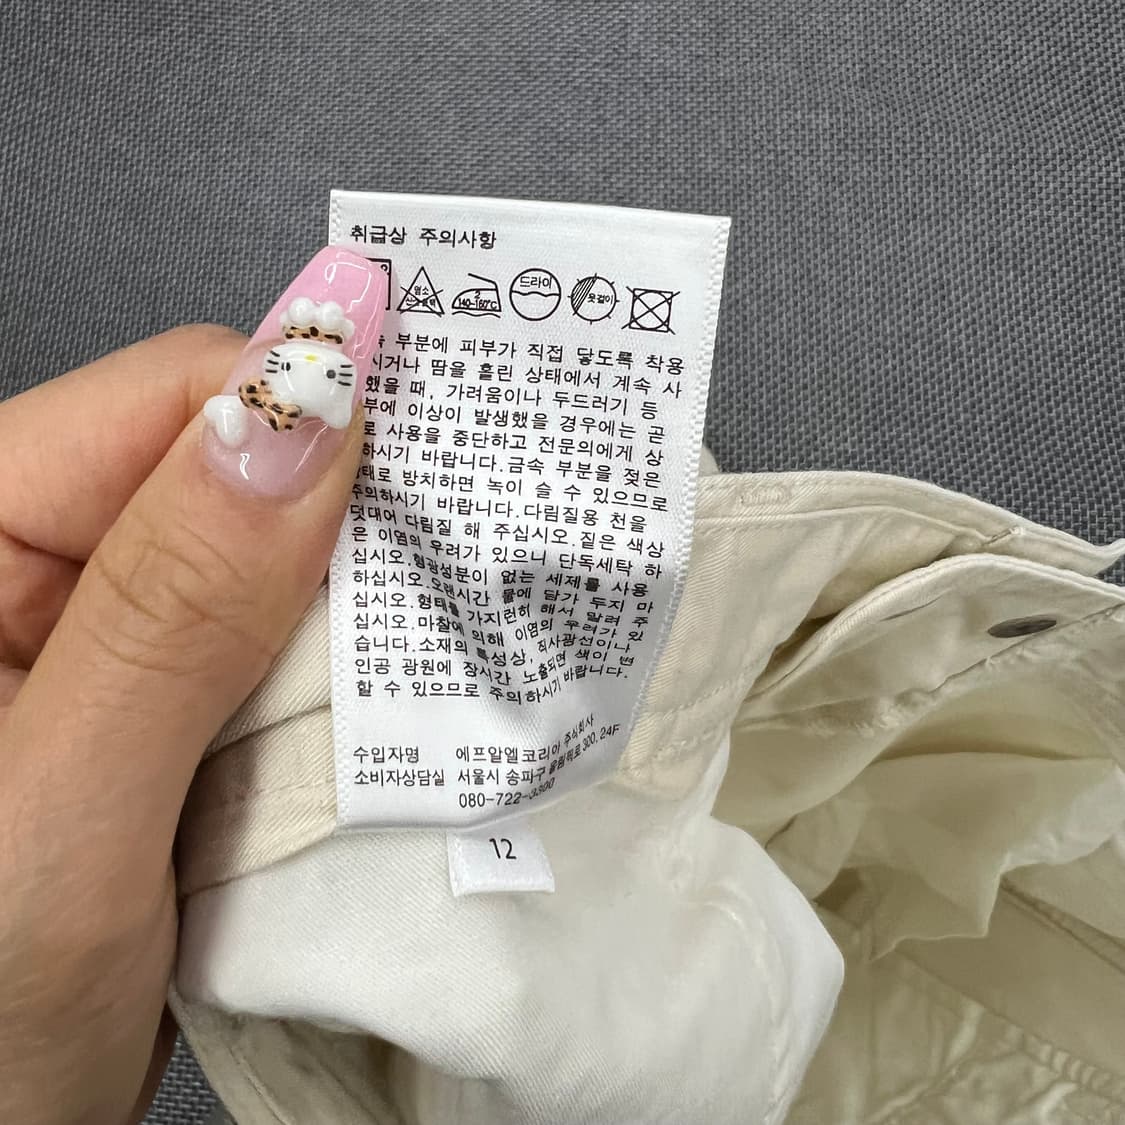 취급상 주의사항
염소
2
140-160℃
드라이
옷걸이
부분에 피부가 직접 닿도록 착용
시거나 땀을 흘린 상태에서 계속 사
했을 때, 가려움이나 두드러기 등
부에 이상이 발생했을 경우에는 곧
로 사용을 중단하고 전문의에게 상
하시기 바랍니다.금속 부분을 젖은
태로 방치하면 녹이 슬 수 있으므로
주의하시기 바랍니다.다림질용 천을
덧대어 다림질 해 주십시오.짙은 색상
은 이염의 우려가 있으니 단독세탁 하
십시오.형광성분이 없는 세제를 사용
하십시오.오랜시간 물에 담가 두지 마
십시오.형태를 가지런히 해서 말려 주
십시오.마찰에 의해 이염의 우려가 있
습니다.소재의 특성상, 직사광선이나
인공 광원에 장시간 노출되면 색이 변
할 수 있으므로 주의하시기 바랍니다.
수입자명 에프알엘코리아 주식회사
소비자상담실 서울시 송파구 올림픽로300, 24F
080-722-3300
12